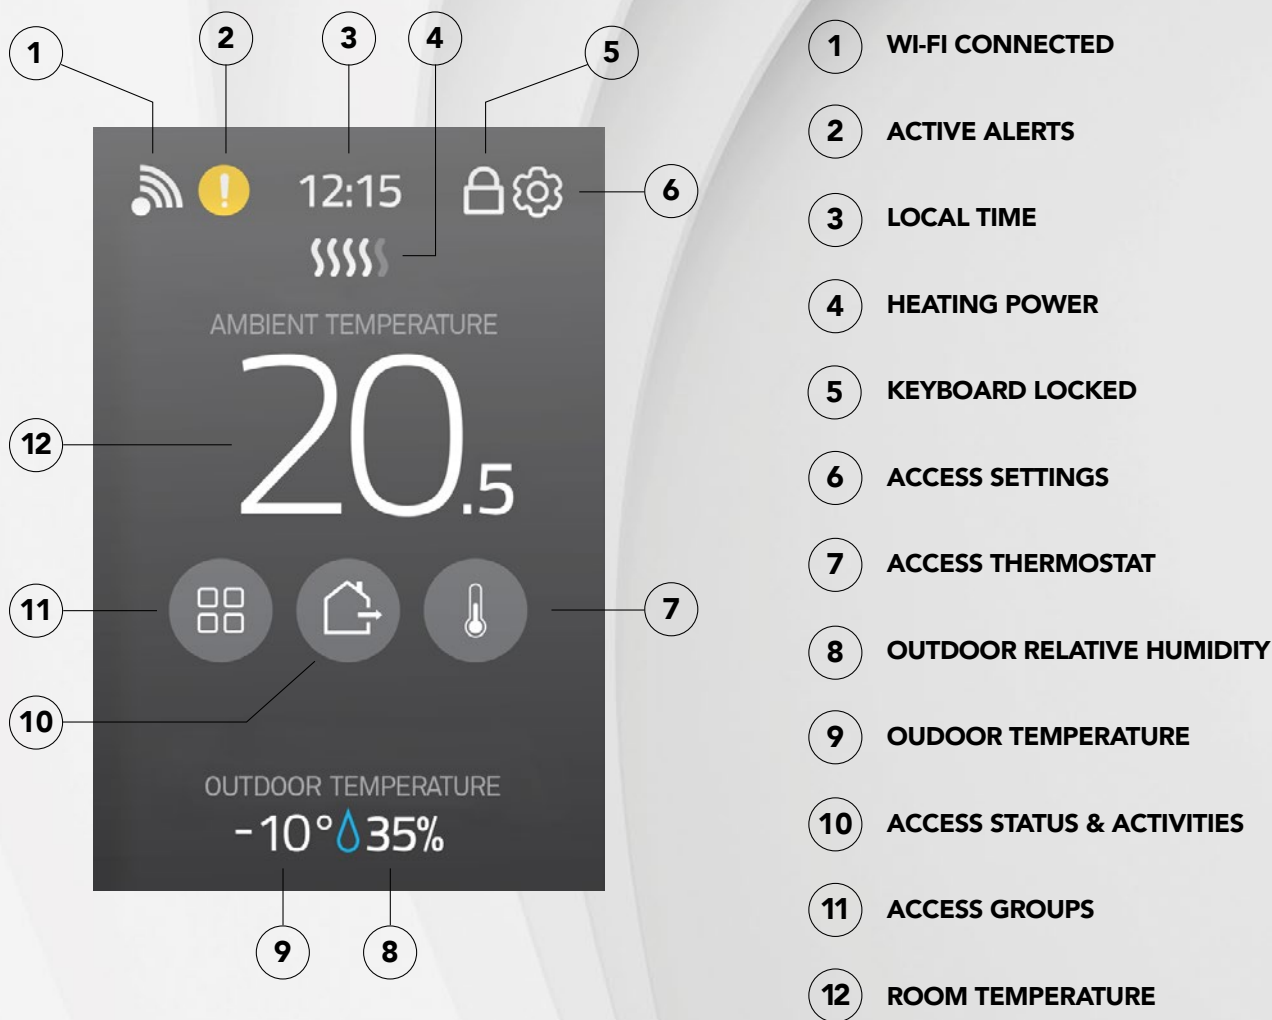 1
2
3
4
5
12:15
6
AMBIENT TEMPERATURE
20.5
12
11
7
10
OUTDOOR TEMPERATURE
-10° 35%
9
8
1 WI-FI CONNECTED
2 ACTIVE ALERTS
3 LOCAL TIME
4 HEATING POWER
5 KEYBOARD LOCKED
6 ACCESS SETTINGS
7 ACCESS THERMOSTAT
8 OUTDOOR RELATIVE HUMIDITY
9 OUDOOR TEMPERATURE
10 ACCESS STATUS & ACTIVITIES
11 ACCESS GROUPS
12 ROOM TEMPERATURE